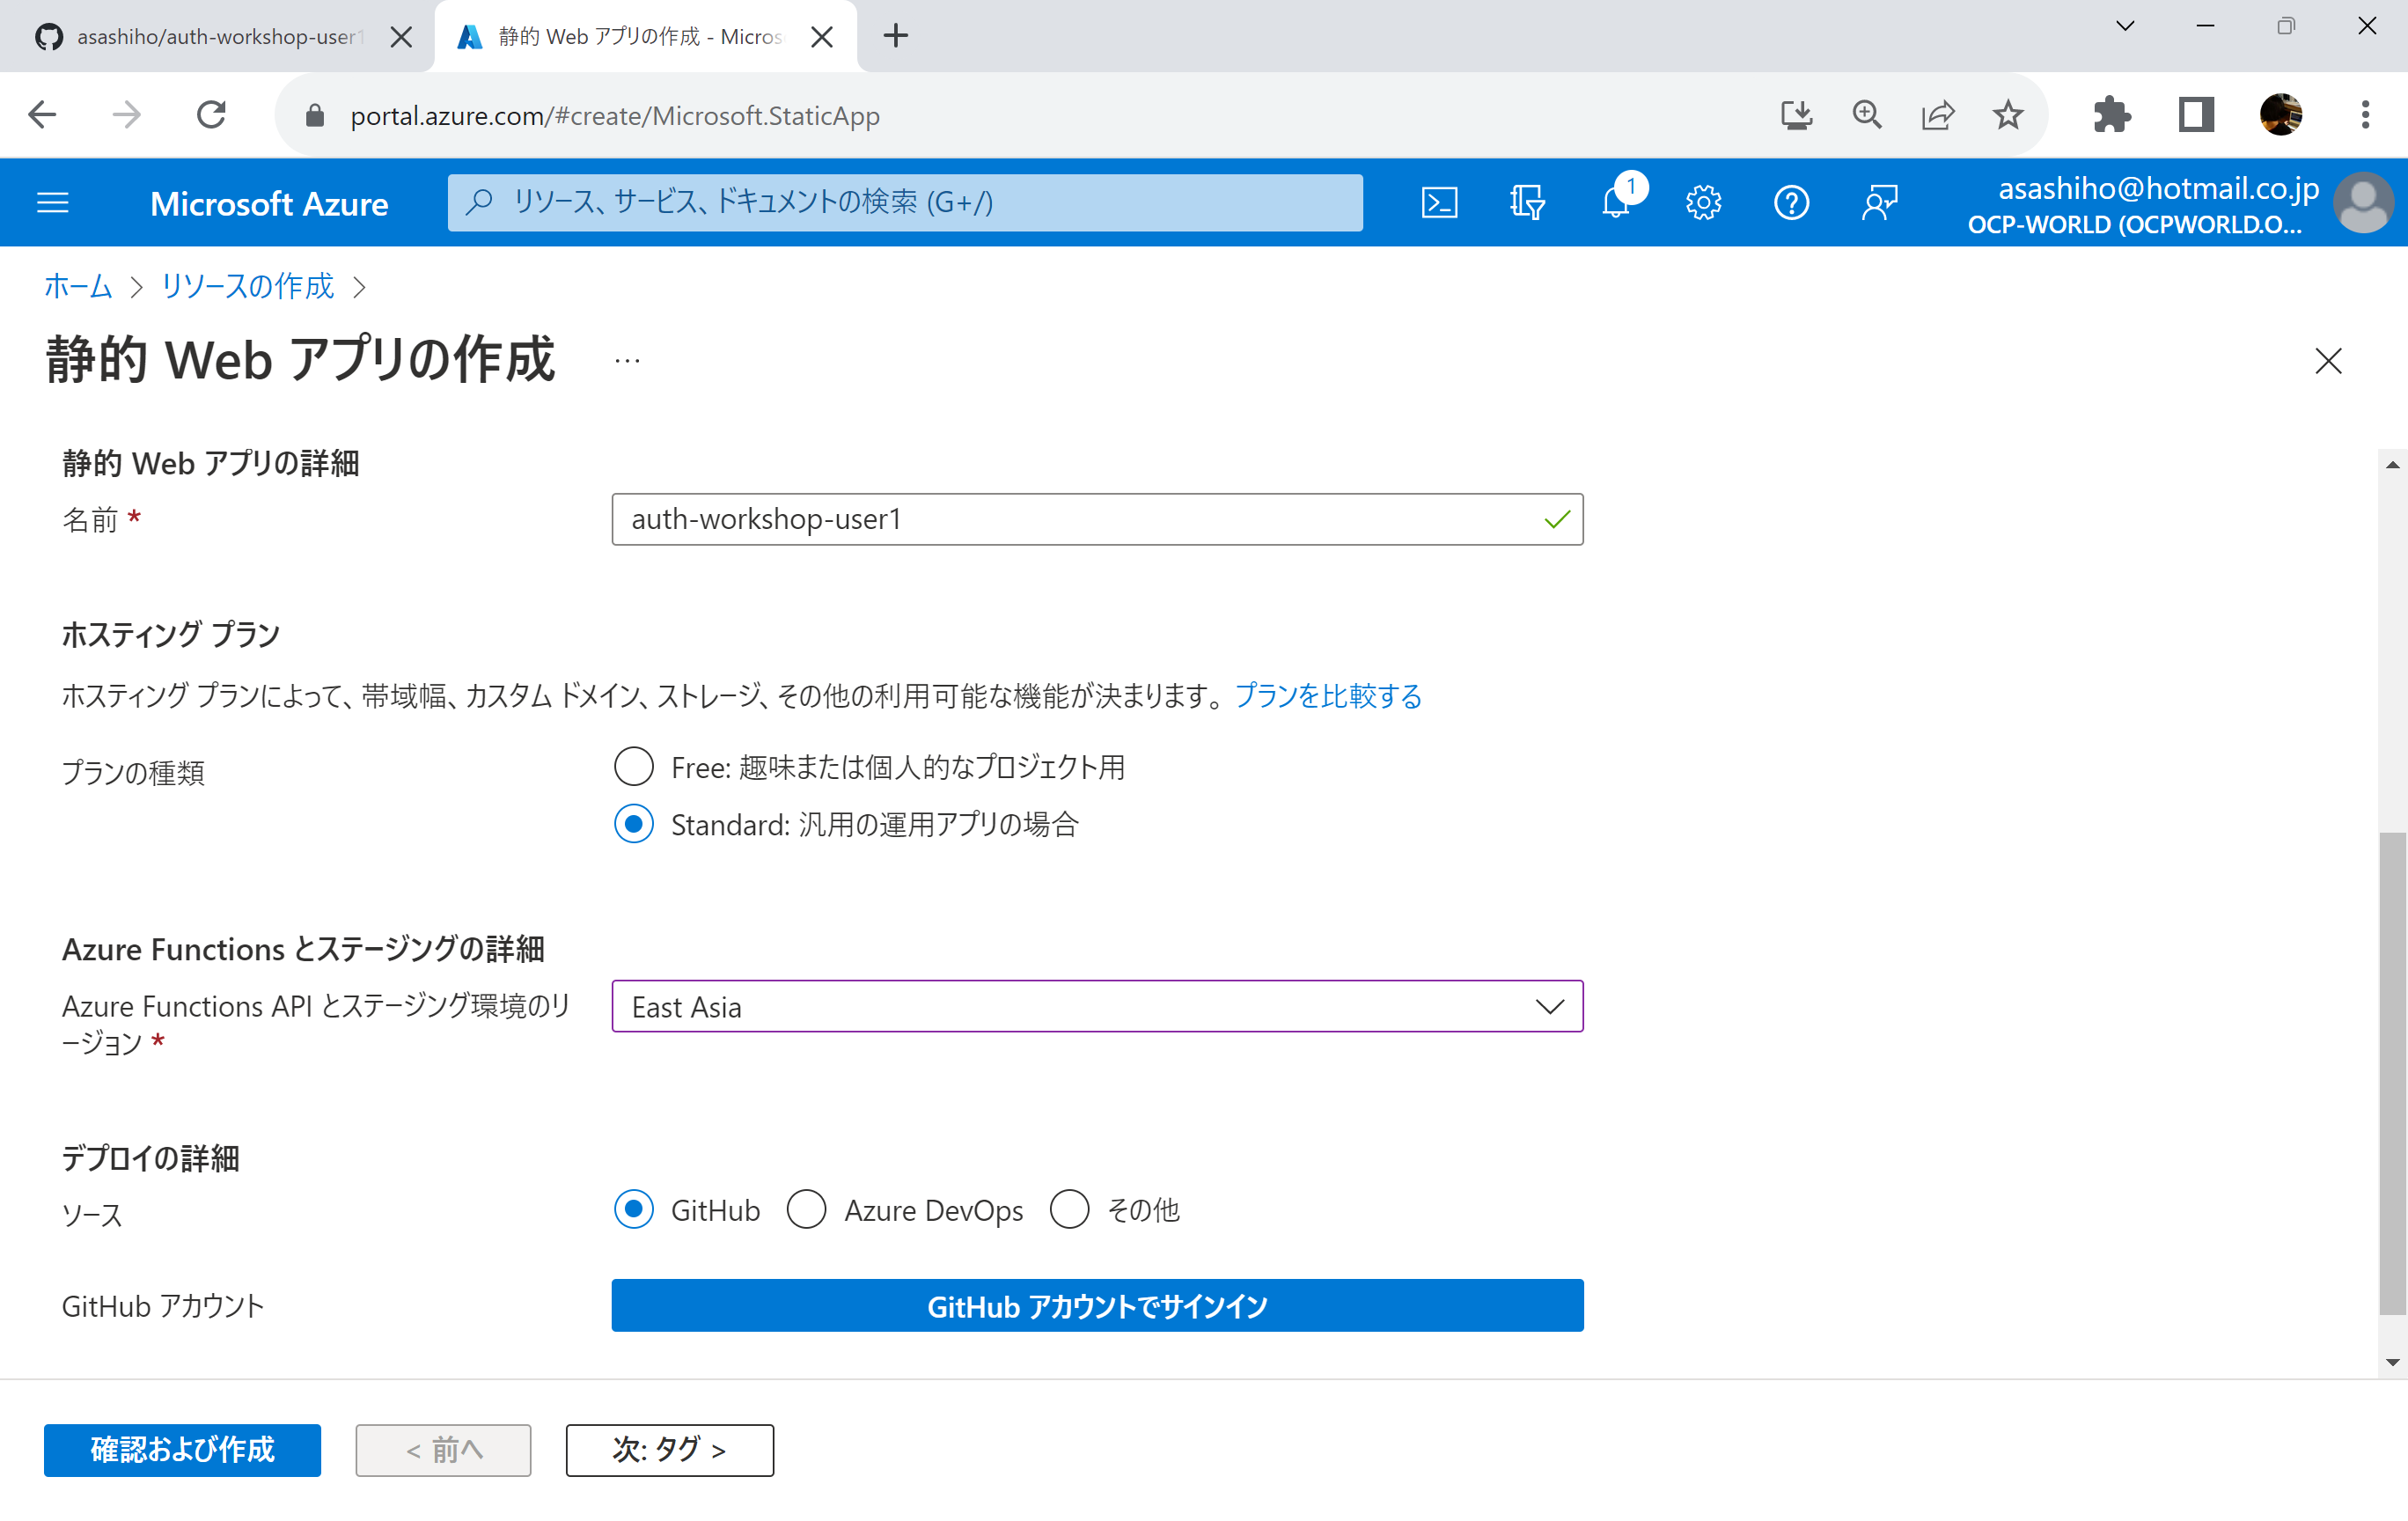 asashiho/auth-workshop-user1
静的 Web アプリの作成 - Micros
portal.azure.com/#create/Microsoft.StaticApp
Microsoft Azure
リソース、サービス、ドキュメントの検索 (G+/)
1
asashiho@hotmail.co.jp
OCP-WORLD (OCPWORLD.O...
ホーム > リソースの作成 >
静的 Web アプリの作成 ...
静的 Web アプリの詳細
名前 *
auth-workshop-user1
ホスティング プラン
ホスティング プランによって、帯域幅、カスタム ドメイン、ストレージ、その他の利用可能な機能が決まります。 プランを比較する
プランの種類
Free: 趣味または個人的なプロジェクト用
Standard: 汎用の運用アプリの場合
Azure Functions とステージングの詳細
Azure Functions API とステージング環境のリ
ージョン *
East Asia
デプロイの詳細
ソース
GitHub
Azure DevOps
その他
GitHub アカウント
GitHub アカウントでサインイン
確認および作成
< 前へ
次: タグ >